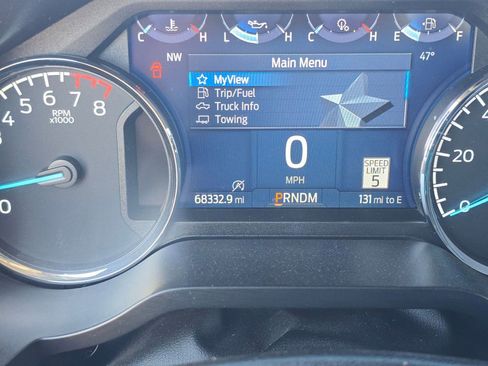 C H C H C H E F
NW Main Menu 47°
MyView
Trip/Fuel
Truck Info
Towing
5 6 7 8
RPM
x1000
0
0
MPH
SPEED
LIMIT
5
20
0
68332.9 mi PRNDM 131 mi to E